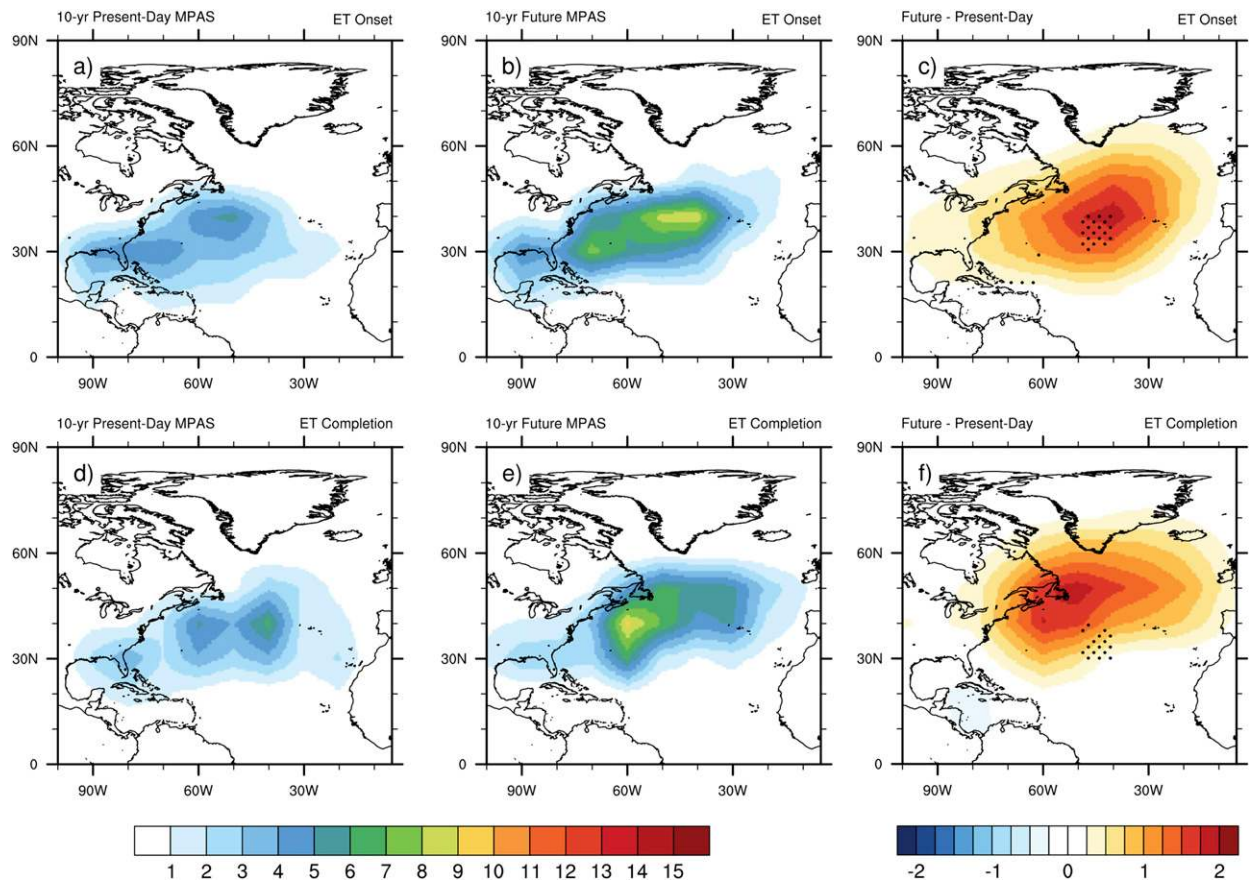 10-yr Present-Day MPAS ET Onset
10-yr Future MPAS ET Onset
Future - Present-Day ET Onset
90N 90N 90N
a) b) c)
60N 60N 60N
30N 30N 30N
0 0 0
90W 60W 30W 90W 60W 30W 90W 60W 30W
10-yr Present-Day MPAS ET Completion
10-yr Future MPAS ET Completion
Future - Present-Day ET Completion
90N 90N 90N
d) e) f)
60N 60N 60N
30N 30N 30N
0 0 0
90W 60W 30W 90W 60W 30W 90W 60W 30W
1 2 3 4 5 6 7 8 9 10 11 12 13 14 15
-2 -1 0 1 2